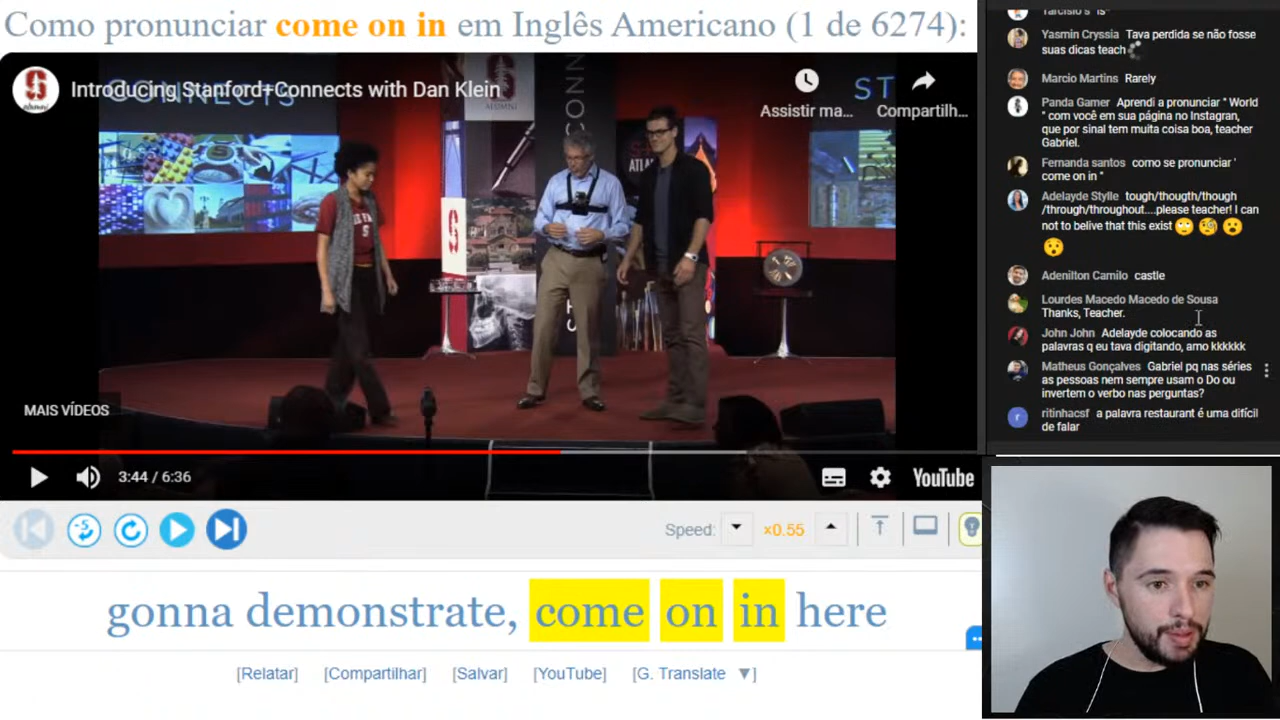 Como pronunciar come on in em Inglês Americano (1 de 6274):
CONNECTS
Introducing Stanford+Connects with Dan Klein
ST
Assistir ma...
Compartilh...
ALUMNI
MAIS VÍDEOS
3:44 / 6:36
YouTube
Speed:
×0.55
gonna demonstrate, come on in here
[Relatar] [Compartilhar] [Salvar] [YouTube] [G. Translate ▼]
Tarcisio's "is"
Yasmin Cryssia Tava perdida se não fosse
suas dicas teach
Marcio Martins Rarely
Panda Gamer Aprendi a pronunciar " World
" com você em sua página no Instagran,
que por sinal tem muita coisa boa, teacher
Gabriel.
Fernanda santos como se pronunciar '
come on in "
Adelayde Stylle tough/thougth/though
/through/throughout....please teacher! I can
not to belive that this exist 🙄 🧐 😮
😯
Adenilton Camilo castle
Lourdes Macedo Macedo de Sousa
Thanks, Teacher.
John John Adelayde colocando as
palavras q eu tava digitando, amo kkkkkk
Matheus Gonçalves Gabriel pq nas séries
as pessoas nem sempre usam o Do ou
invertem o verbo nas perguntas?
ritinhacsf a palavra restaurant é uma difícil
de falar